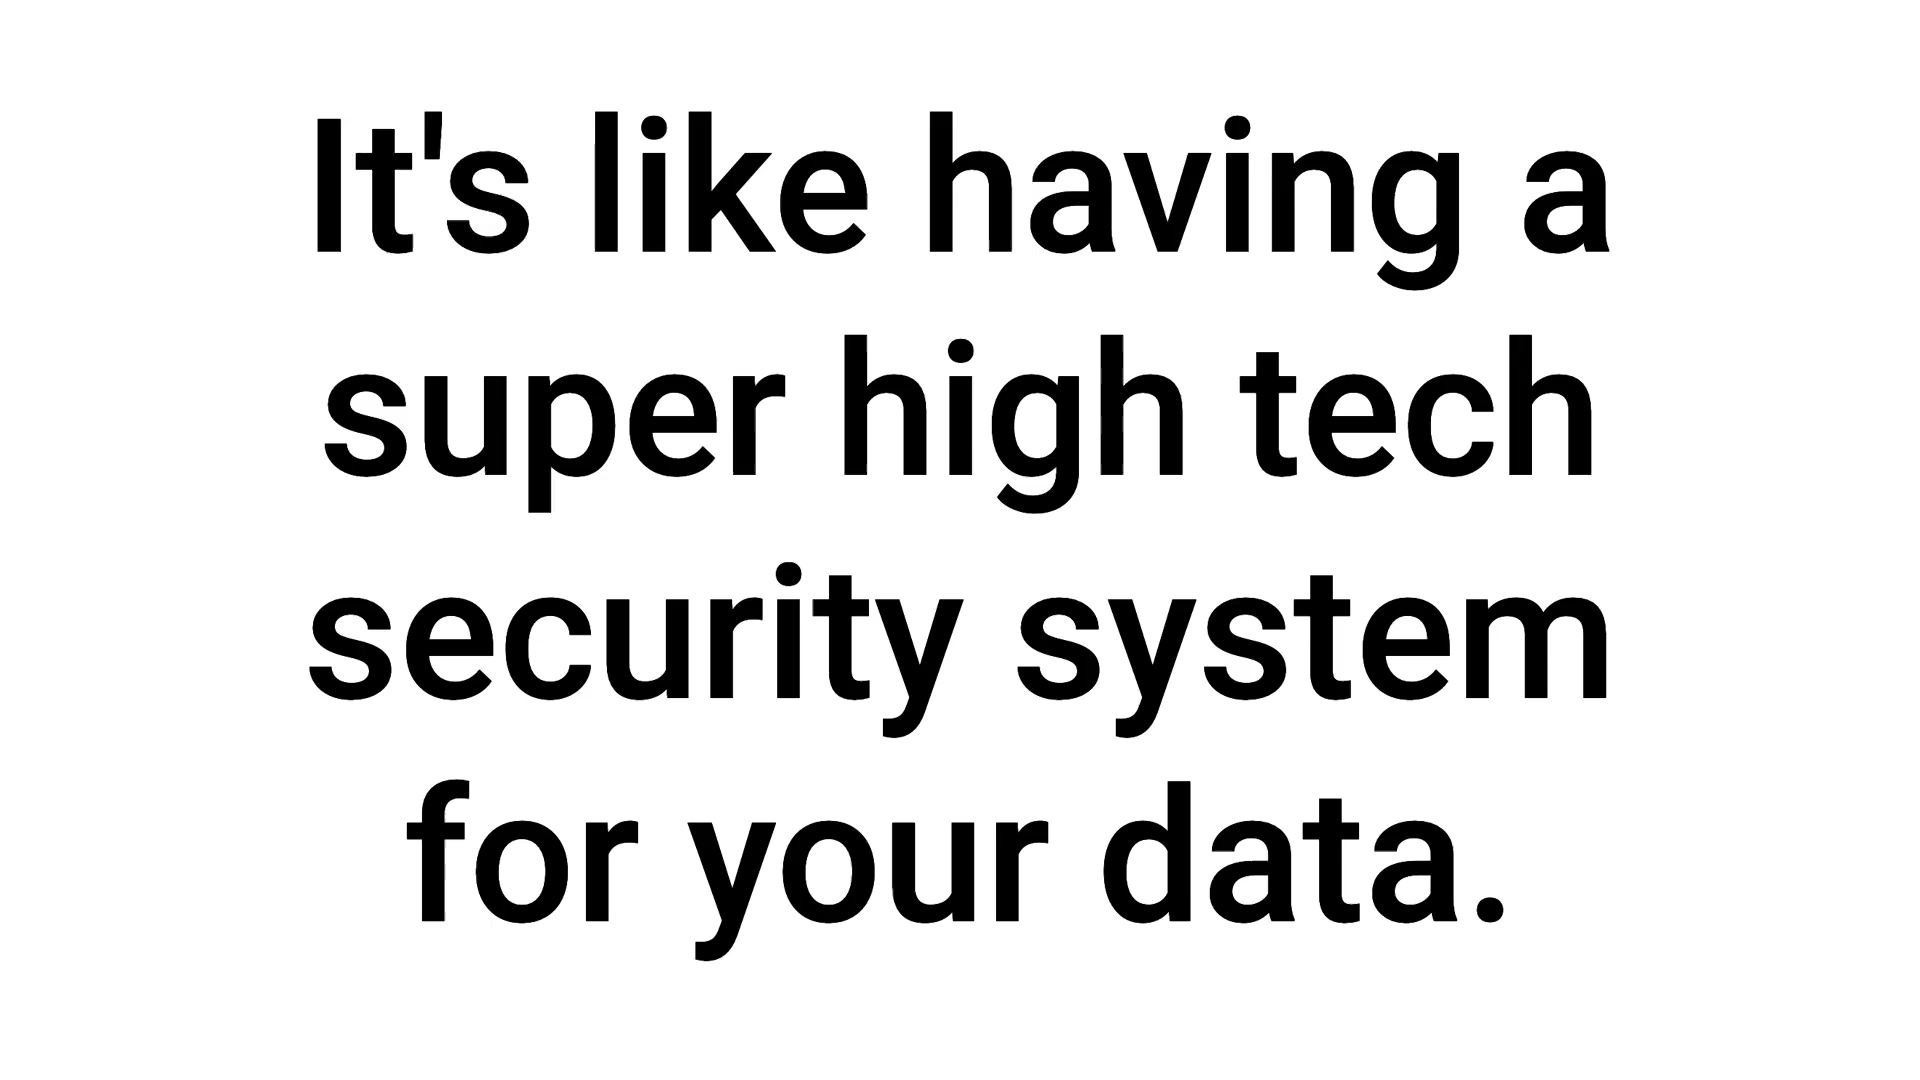 It's like having a
super high tech
security system
for your data.